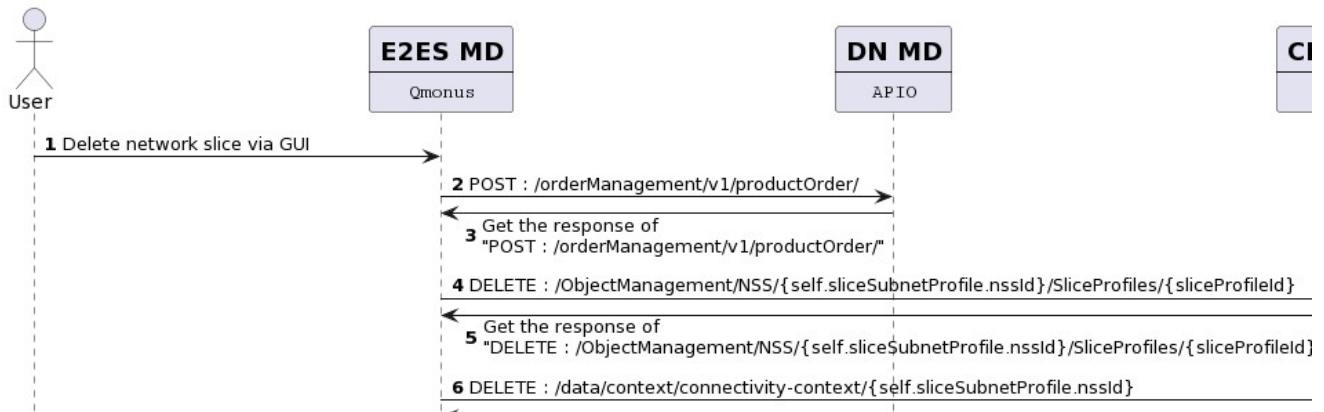 E2ES MD
DN MD
Qmonus
APIO
User
1 Delete network slice via GUI
2 POST : /orderManagement/v1/productOrder/
3 Get the response of
"POST : /orderManagement/v1/productOrder/"
4 DELETE : /ObjectManagement/NSS/{self.sliceSubnetProfile.nssId}/SliceProfiles/{sliceProfileId}
5 Get the response of
"DELETE : /ObjectManagement/NSS/{self.sliceSubnetProfile.nssId}/SliceProfiles/{sliceProfileId}
6 DELETE : /data/context/connectivity-context/{self.sliceSubnetProfile.nssId}